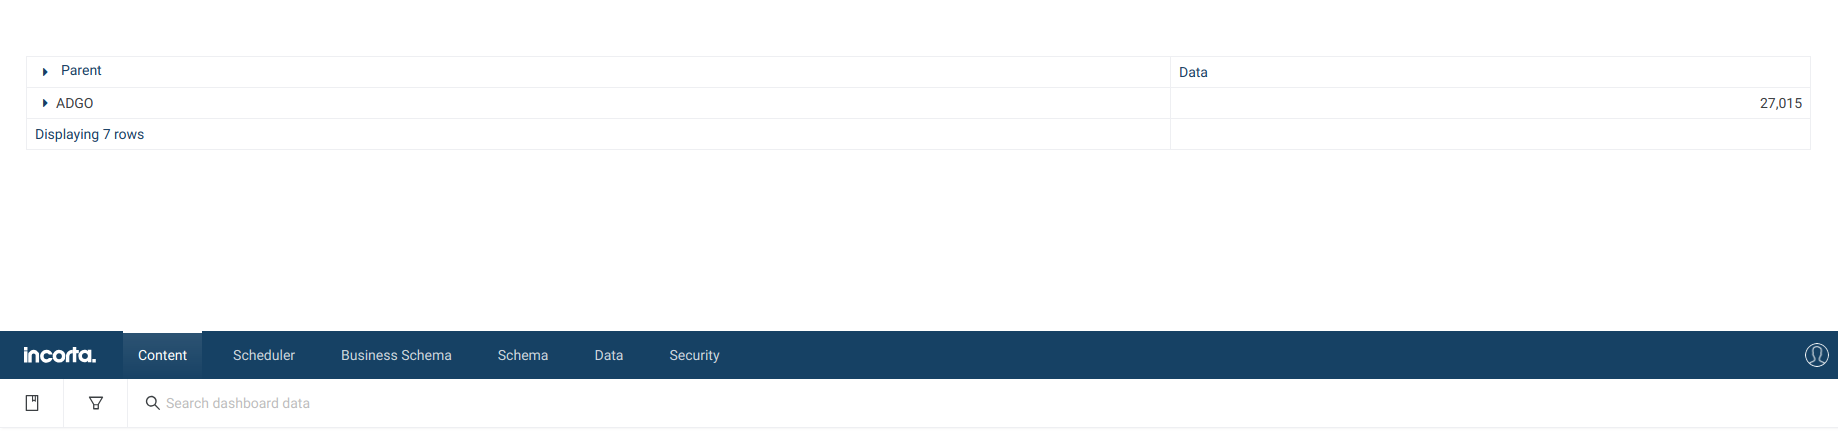 Parent Data
ADGO 27,015
Displaying 7 rows
incorta. Content Scheduler Business Schema Schema Data Security
Search dashboard data